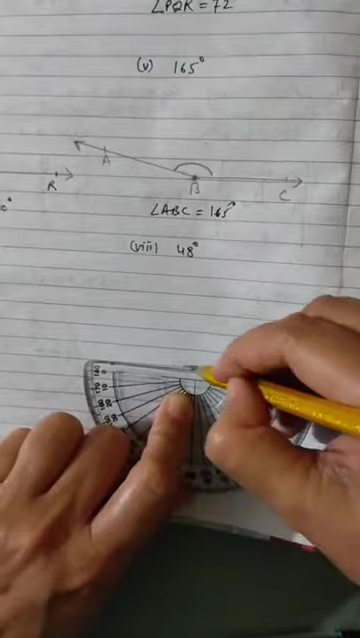 ∠PQR = 72
(v) 165°
A
R
B
C
∠ABC = 165°
(viii) 48°